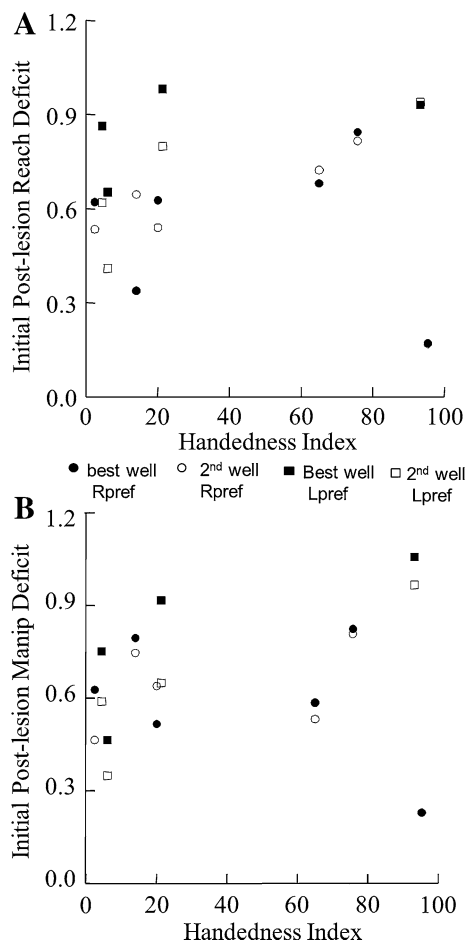 A
Initial Post-lesion Reach Deficit
1.2
0.9
0.6
0.3
0.0
0 20 40 60 80 100
Handedness Index
best well Rpref
2nd well Rpref
Best well Lpref
2nd well Lpref
B
Initial Post-lesion Manip Deficit
1.2
0.9
0.6
0.3
0.0
0 20 40 60 80 100
Handedness Index